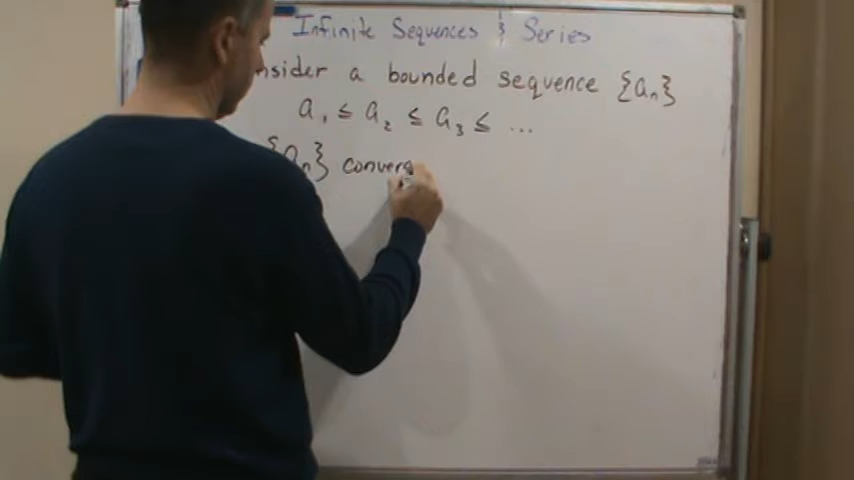 Infinite Sequences & Series
nsider a bounded sequence {aₙ}
a₁ ≤ a₂ ≤ a₃ ≤ ...
{aₙ} converg